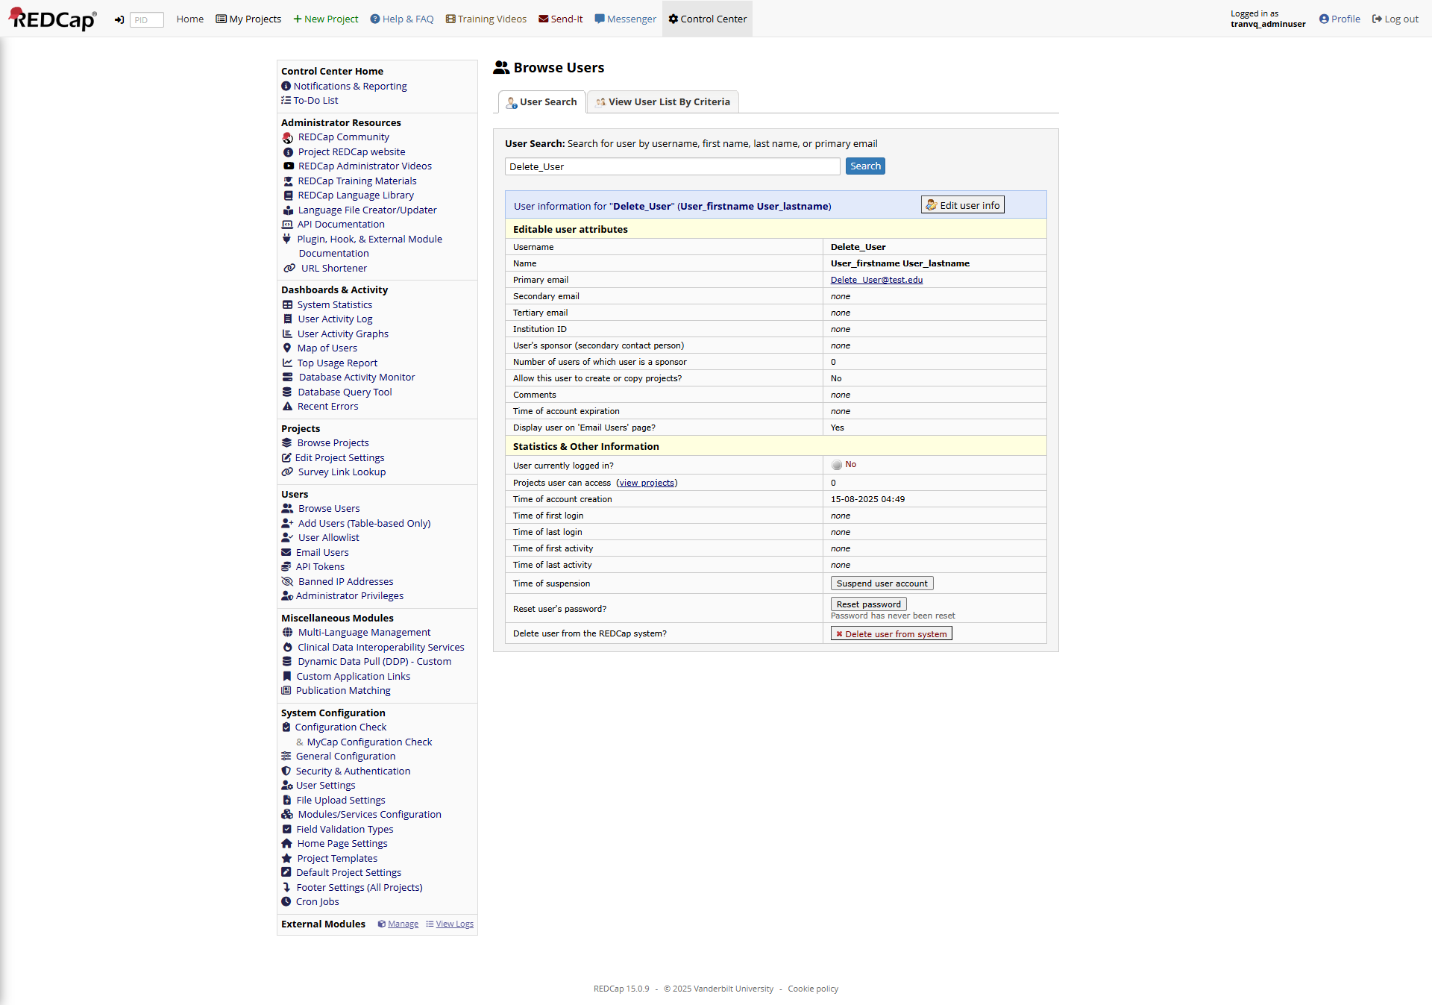 REDCap®
PID
Home
My Projects
New Project
Help & FAQ
Training Videos
Send-It
Messenger
Control Center
Logged in as
tranvq_adminuser
Profile
Log out
Control Center Home
Notifications & Reporting
To-Do List
Administrator Resources
REDCap Community
Project REDCap website
REDCap Administrator Videos
REDCap Training Materials
REDCap Language Library
Language File Creator/Updater
API Documentation
Plugin, Hook, & External Module
Documentation
URL Shortener
Dashboards & Activity
System Statistics
User Activity Log
User Activity Graphs
Map of Users
Top Usage Report
Database Activity Monitor
Database Query Tool
Recent Errors
Projects
Browse Projects
Edit Project Settings
Survey Link Lookup
Users
Browse Users
Add Users (Table-based Only)
User Allowlist
Email Users
API Tokens
Banned IP Addresses
Administrator Privileges
Miscellaneous Modules
Multi-Language Management
Clinical Data Interoperability Services
Dynamic Data Pull (DDP) - Custom
Custom Application Links
Publication Matching
System Configuration
Configuration Check
& MyCap Configuration Check
General Configuration
Security & Authentication
User Settings
File Upload Settings
Modules/Services Configuration
Field Validation Types
Home Page Settings
Project Templates
Default Project Settings
Footer Settings (All Projects)
Cron Jobs
External Modules Manage View Logs
Browse Users
User Search
View User List By Criteria
User Search: Search for user by username, first name, last name, or primary email
Delete_User
Search
User information for "Delete_User" (User_firstname User_lastname)
Edit user info
Editable user attributes
Username Delete_User
Name User_firstname User_lastname
Primary email Delete_User@test.edu
Secondary email none
Tertiary email none
Institution ID none
User's sponsor (secondary contact person) none
Number of users of which user is a sponsor 0
Allow this user to create or copy projects? No
Comments none
Time of account expiration none
Display user on 'Email Users' page? Yes
Statistics & Other Information
User currently logged in? No
Projects user can access (view projects) 0
Time of account creation 15-08-2025 04:49
Time of first login none
Time of last login none
Time of first activity none
Time of last activity none
Time of suspension Suspend user account
Reset user's password? Reset password
Password has never been reset
Delete user from the REDCap system? Delete user from system
REDCap 15.0.9 - © 2025 Vanderbilt University - Cookie policy